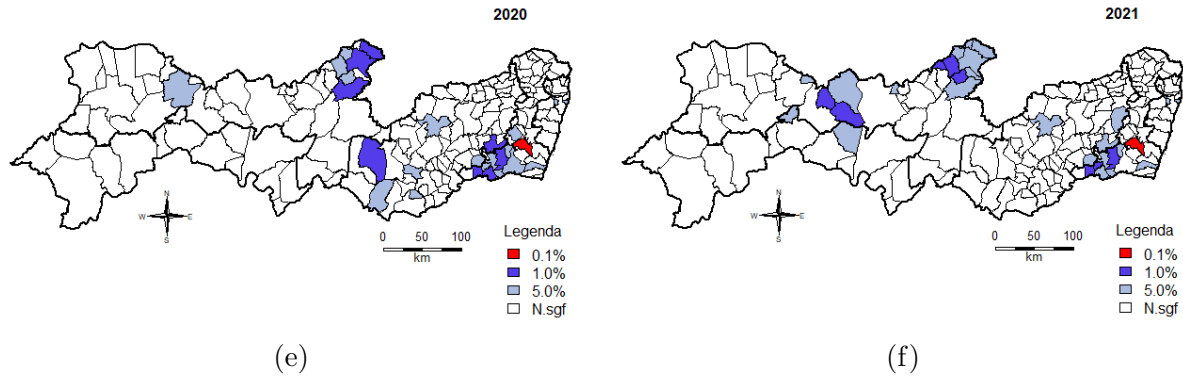 2020
N
W
E
S
0 50 100
km
Legenda
0.1%
1.0%
5.0%
N.sgf
(e)
2021
N
W
E
S
0 50 100
km
Legenda
0.1%
1.0%
5.0%
N.sgf
(f)